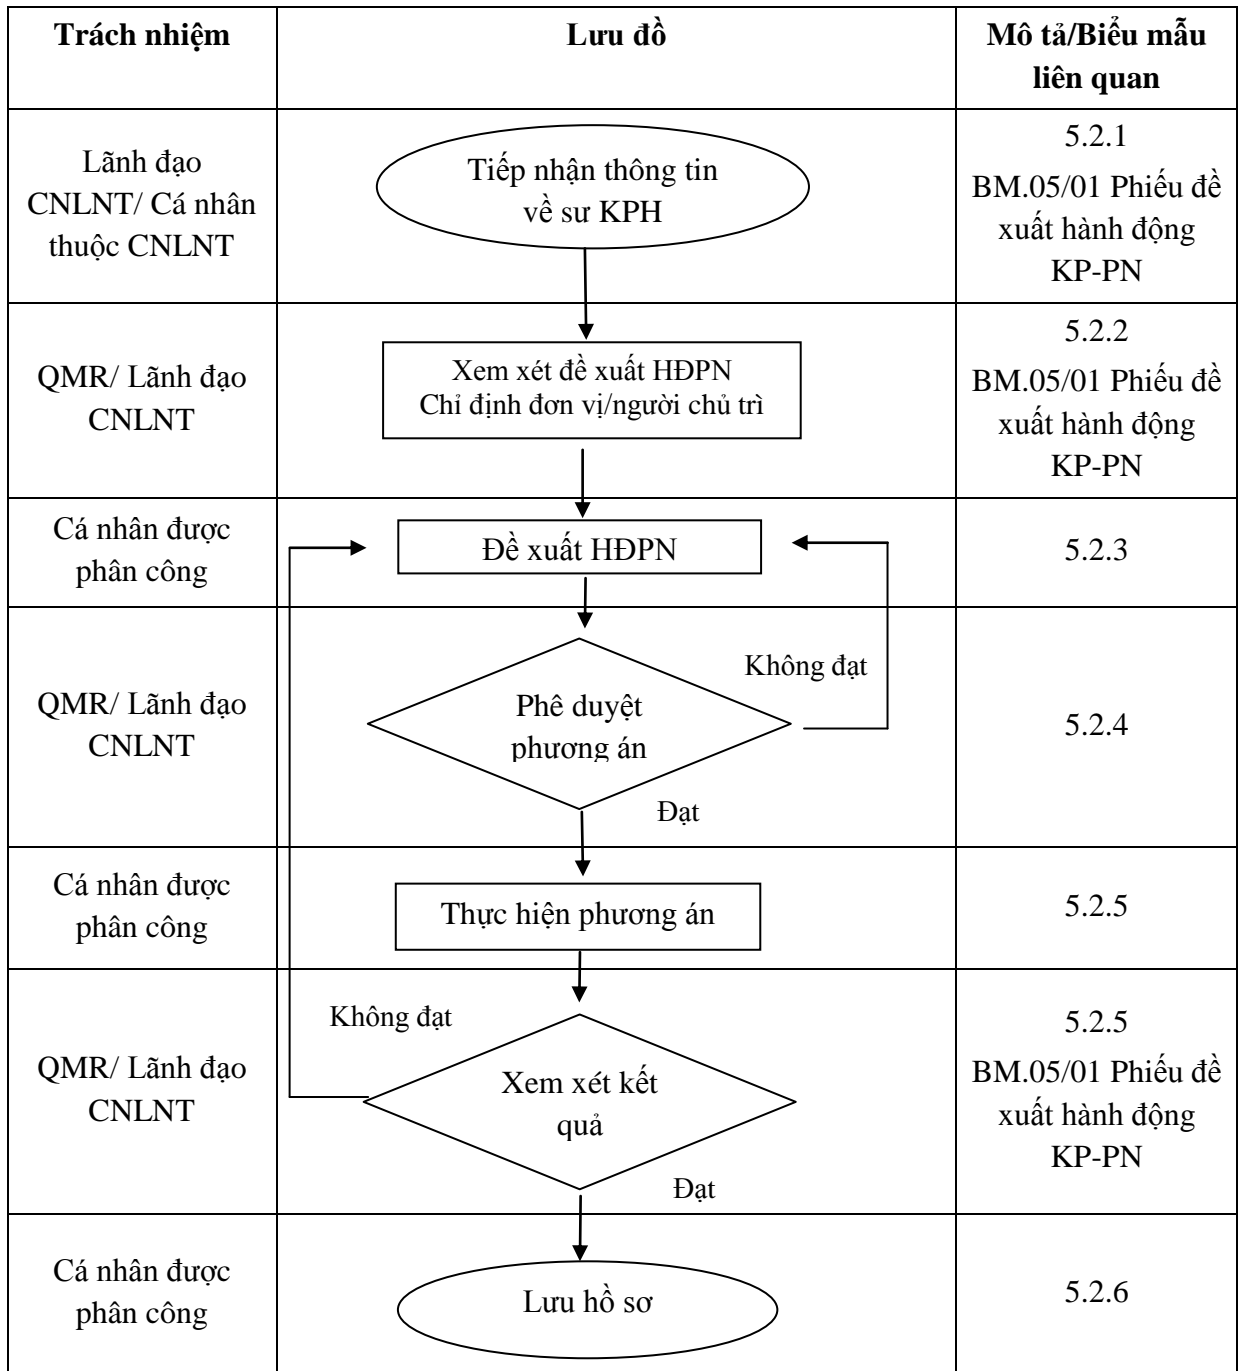 Trách nhiệm
Lưu đồ
Mô tả/Biểu mẫu
liên quan
Lãnh đạo
CNLNT/ Cá nhân
thuộc CNLNT
Tiếp nhận thông tin
về sư KPH
5.2.1
BM.05/01 Phiếu đề
xuất hành động
KP-PN
QMR/ Lãnh đạo
CNLNT
Xem xét đề xuất HĐPN
Chỉ định đơn vị/người chủ trì
5.2.2
BM.05/01 Phiếu đề
xuất hành động
KP-PN
Cá nhân được
phân công
Đề xuất HĐPN
5.2.3
QMR/ Lãnh đạo
CNLNT
Không đạt
Phê duyệt
phương án
Đạt
5.2.4
Cá nhân được
phân công
Thực hiện phương án
5.2.5
QMR/ Lãnh đạo
CNLNT
Không đạt
Xem xét kết
quả
Đạt
5.2.5
BM.05/01 Phiếu đề
xuất hành động
KP-PN
Cá nhân được
phân công
Lưu hồ sơ
5.2.6